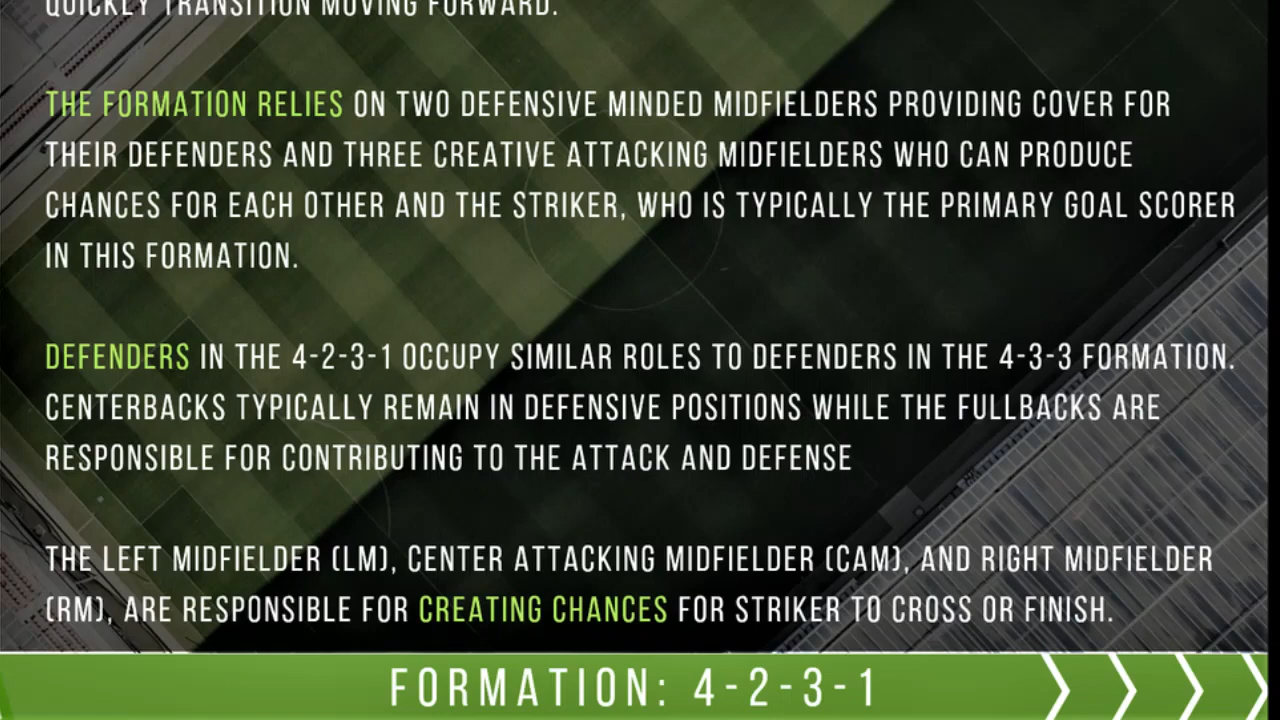 QUICKLY TRANSITION MOVING FORWARD.
THE FORMATION RELIES ON TWO DEFENSIVE MINDED MIDFIELDERS PROVIDING COVER FOR
THEIR DEFENDERS AND THREE CREATIVE ATTACKING MIDFIELDERS WHO CAN PRODUCE
CHANCES FOR EACH OTHER AND THE STRIKER, WHO IS TYPICALLY THE PRIMARY GOAL SCORER
IN THIS FORMATION.
DEFENDERS IN THE 4-2-3-1 OCCUPY SIMILAR ROLES TO DEFENDERS IN THE 4-3-3 FORMATION.
CENTERBACKS TYPICALLY REMAIN IN DEFENSIVE POSITIONS WHILE THE FULLBACKS ARE
RESPONSIBLE FOR CONTRIBUTING TO THE ATTACK AND DEFENSE
THE LEFT MIDFIELDER (LM), CENTER ATTACKING MIDFIELDER (CAM), AND RIGHT MIDFIELDER
(RM), ARE RESPONSIBLE FOR CREATING CHANCES FOR STRIKER TO CROSS OR FINISH.
FORMATION: 4-2-3-1